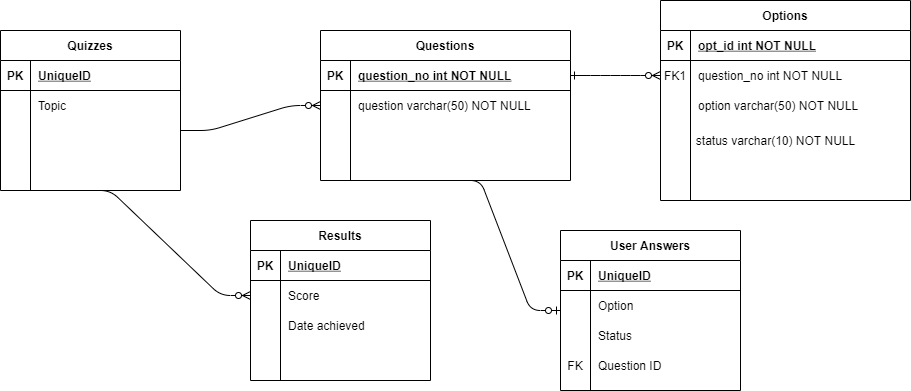 Quizzes
PK UniqueID
Topic
Questions
PK question_no int NOT NULL
question varchar(50) NOT NULL
Options
PK opt_id int NOT NULL
FK1 question_no int NOT NULL
option varchar(50) NOT NULL
status varchar(10) NOT NULL
Results
PK UniqueID
Score
Date achieved
User Answers
PK UniqueID
Option
Status
FK Question ID